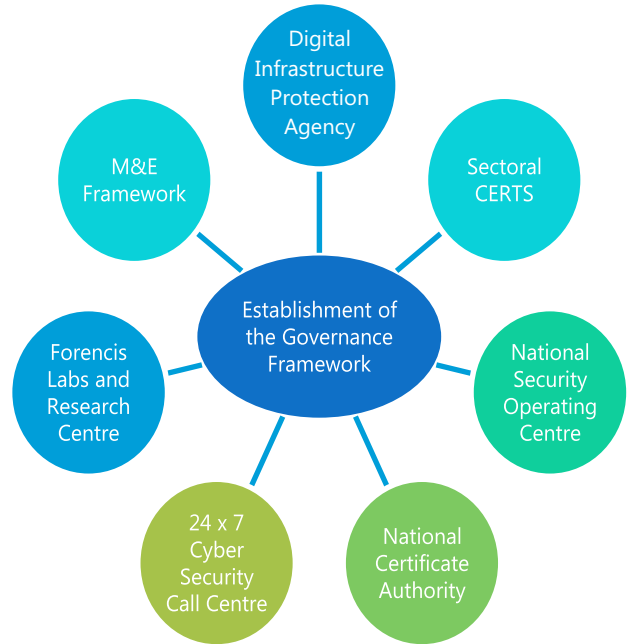 Digital
Infrastructure
Protection
Agency
M&E
Framework
Sectoral
CERTS
Establishment of
the Governance
Framework
Forencis
Labs and
Research
Centre
National
Security
Operating
Centre
24 x 7
Cyber
Security
Call Centre
National
Certificate
Authority